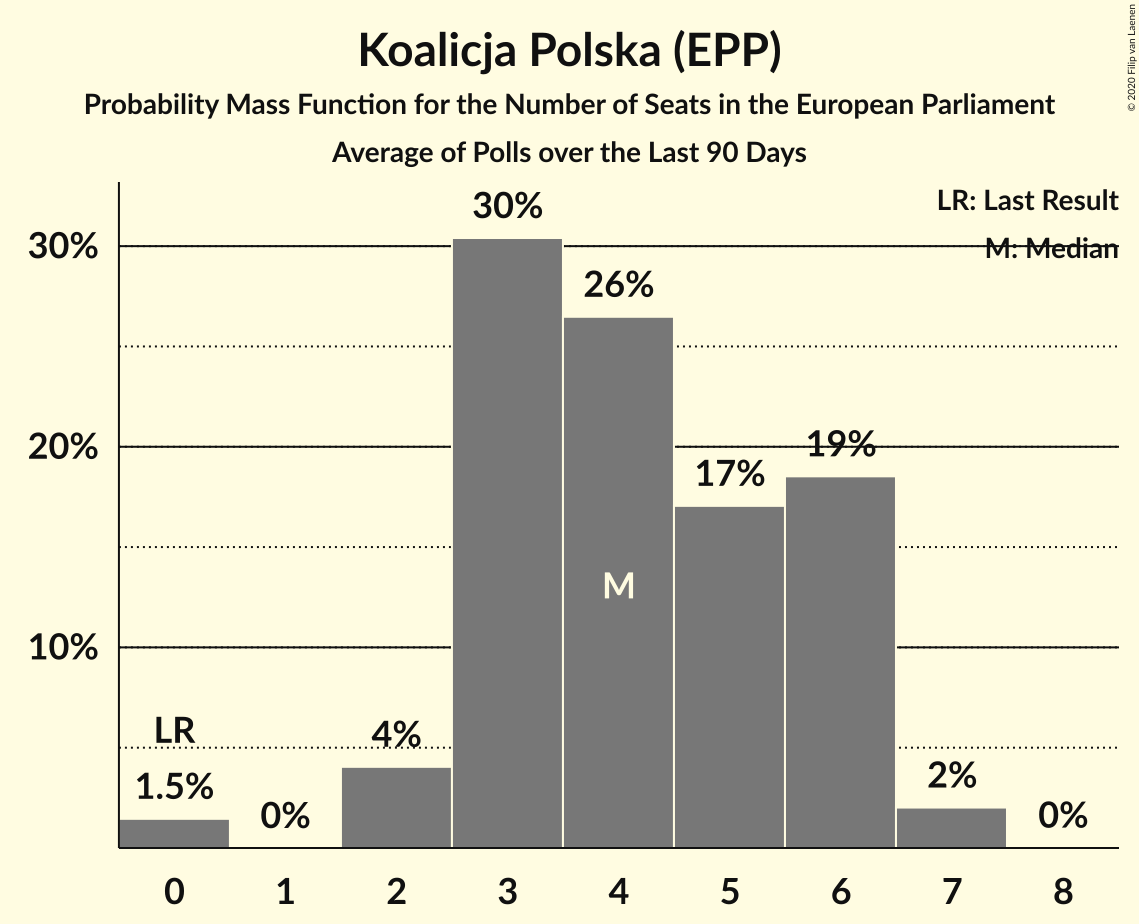 Koalicja Polska (EPP)
Probability Mass Function for the Number of Seats in the European Parliament
Average of Polls over the Last 90 Days
© 2020 Filip van Laenen
LR: Last Result
M: Median
30%
20%
10%
LR
1.5%
0%
4%
30%
26%
M
17%
19%
2%
0%
0 1 2 3 4 5 6 7 8